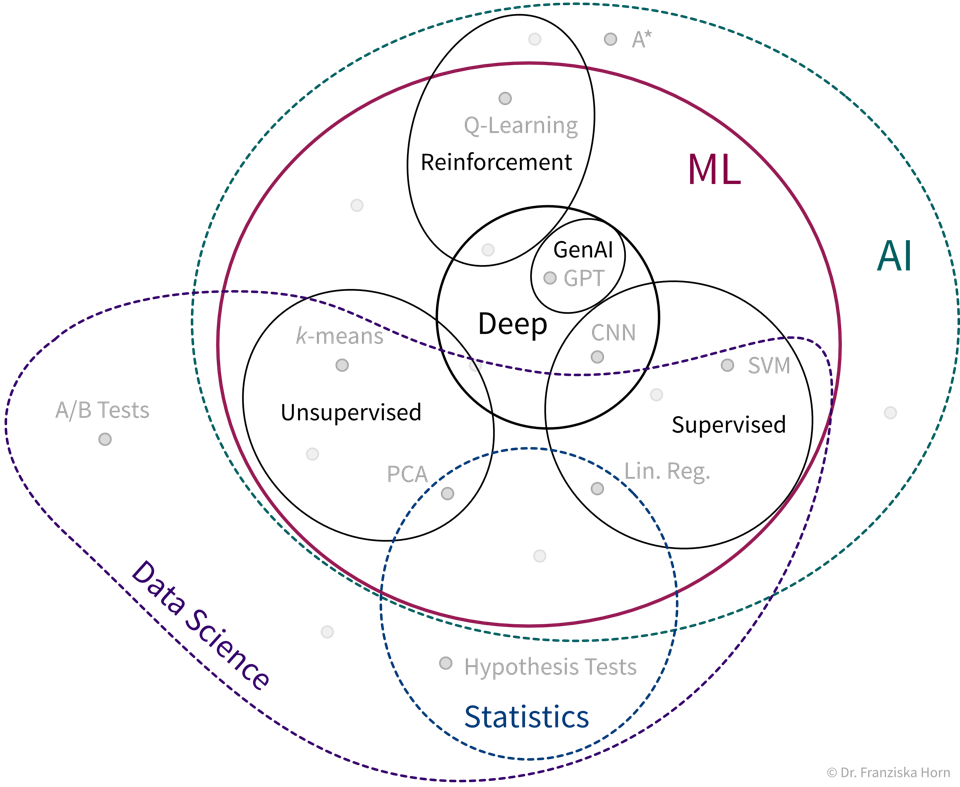 A*
Q-Learning
Reinforcement
ML
AI
GenAI
GPT
Deep
CNN
k-means
SVM
A/B Tests
Unsupervised
Supervised
PCA
Lin. Reg.
Data Science
Hypothesis Tests
Statistics
© Dr. Franziska Horn